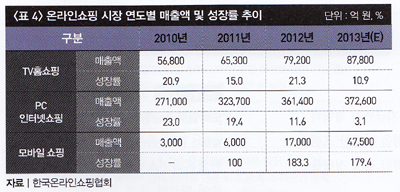 <표 4> 온라인쇼핑 시장 연도별 매출액 및 성장률 추이 단위 : 억 원, %
구분 2010년 2011년 2012년 2013년(E)
TV홈쇼핑 매출액 56,800 65,300 79,200 87,800
성장률 20.9 15.0 21.3 10.9
PC 인터넷쇼핑 매출액 271,000 323,700 361,400 372,600
성장률 23.0 19.4 11.6 3.1
모바일 쇼핑 매출액 3,000 6,000 17,000 47,500
성장률 – 100 183.3 179.4
자료 | 한국온라인쇼핑협회